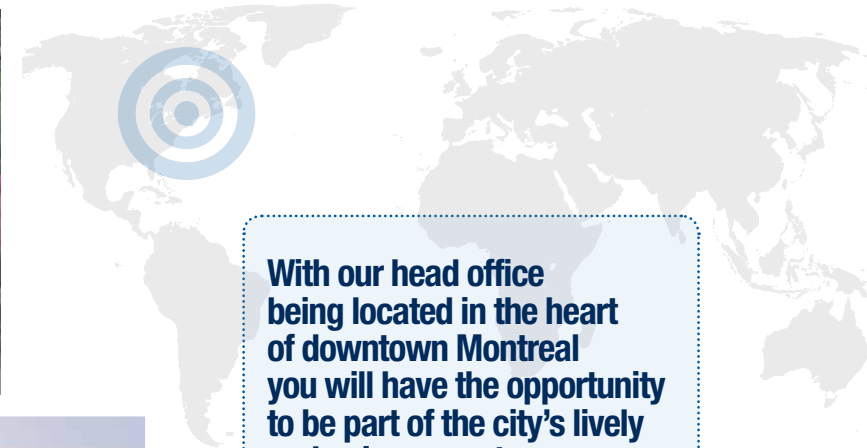 With our head office
being located in the heart
of downtown Montreal
you will have the opportunity
to be part of the city's lively